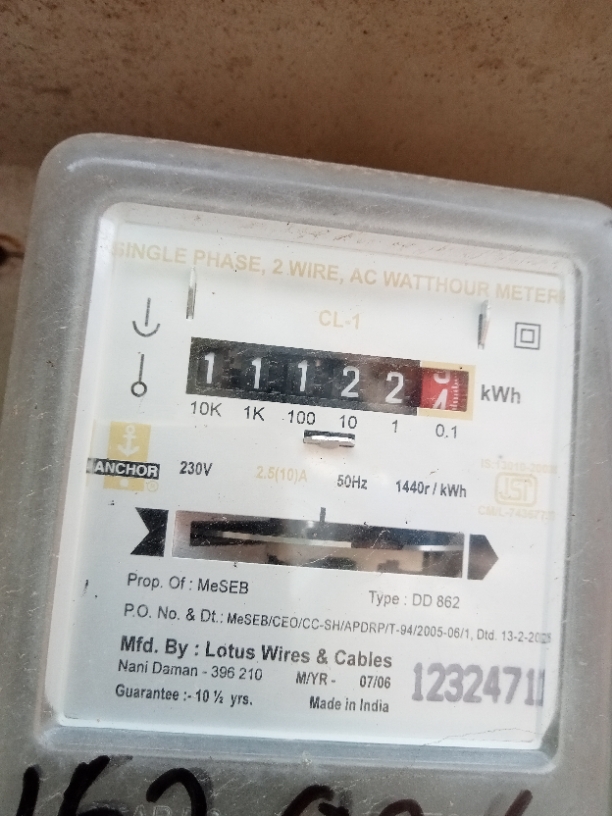 SINGLE PHASE, 2 WIRE, AC WATTHOUR METER
CL-1
1 1 1 2 2 kWh
10K 1K 100 10 1 0.1
ANCHOR 230V 2.5(10)A 50Hz 1440r / kWh
Prop. Of : MeSEB Type : DD 862
P.O. No. & Dt.: MeSEB/CEO/CC-SH/APDRP/T-94/2005-06/1, Dtd. 13-2-
Mfd. By : Lotus Wires & Cables
Nani Daman - 396 210 M/YR - 07/06
Guarantee :- 10 ½ yrs. Made in India